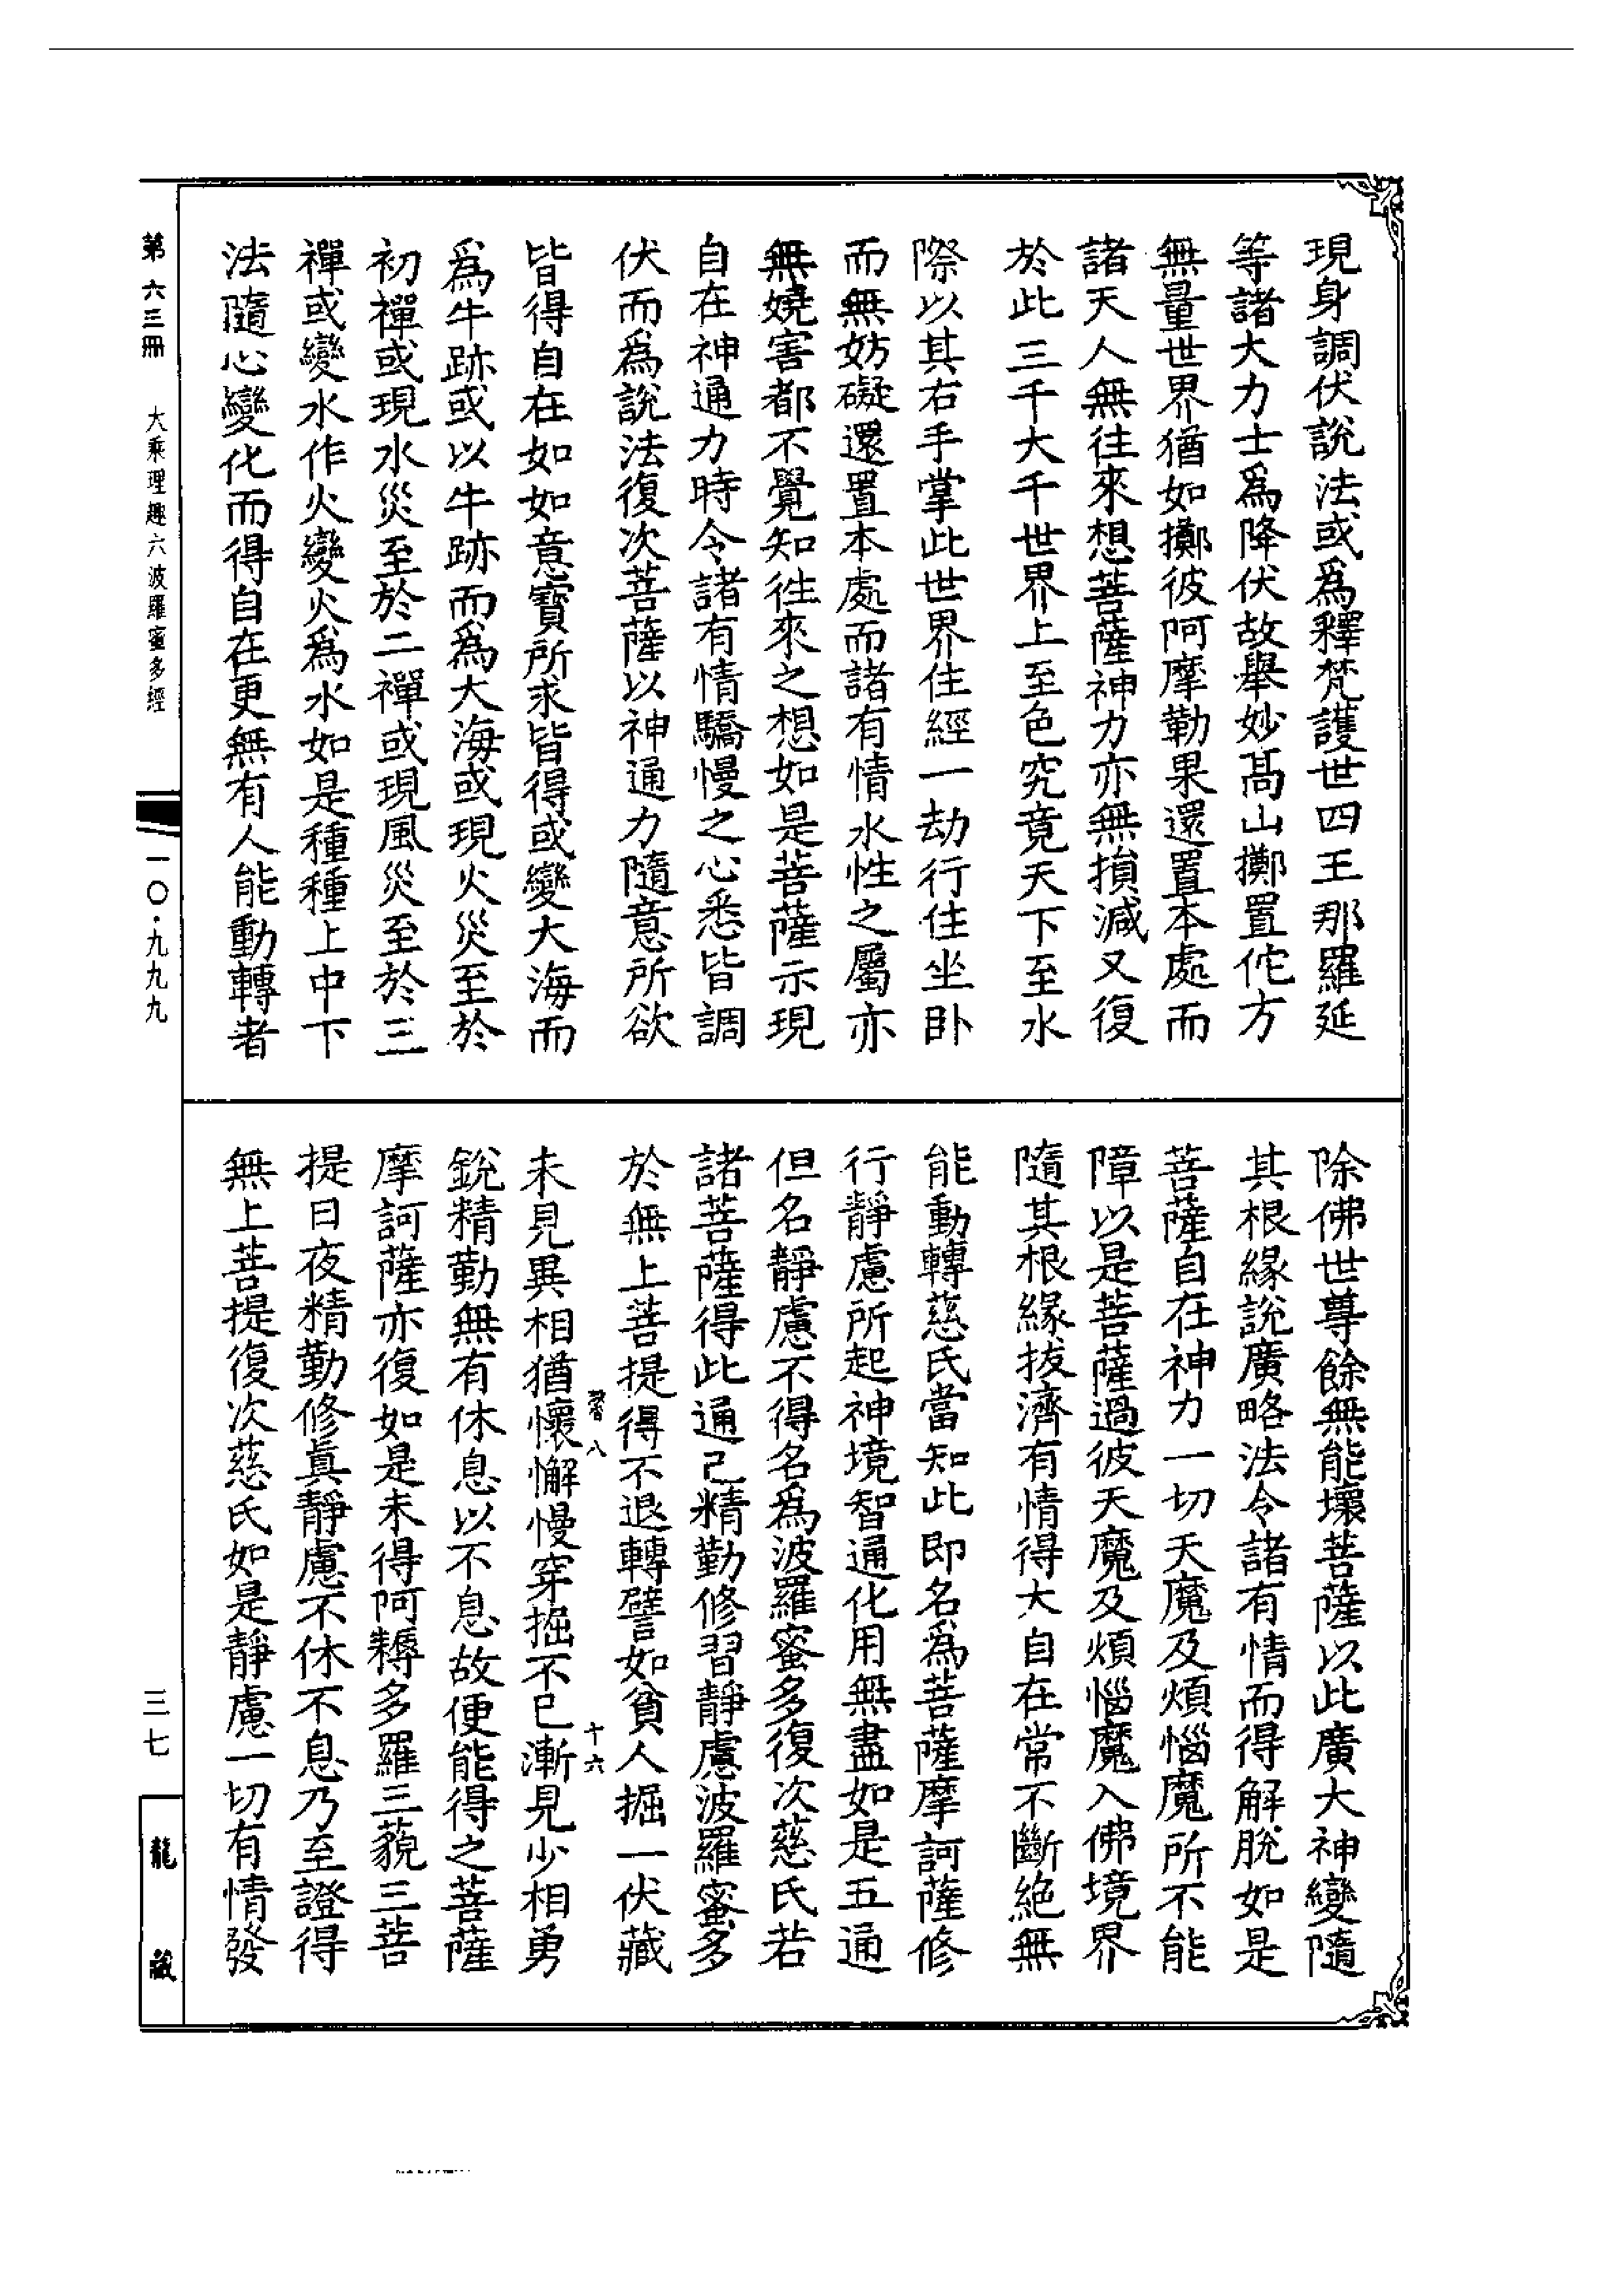 現身調伏說法或爲釋梵護世四王那羅延
等諸大力士爲降伏故舉妙髙山擲置佗方
無量世界猶如擲彼阿摩勒果還置本處而
諸天人無往來想菩薩神力亦無損減又復
於此三千大千世界上至色究竟天下至水
際以其右手掌此世界住經一劫行住坐卧
而無妨礙還置本處而諸有情水性之屬亦
無嬈害都不覺知往來之想如是菩薩示現
自在神通力時令諸有情驕慢之心悉皆調
伏而爲說法復次菩薩以神通力隨意所欲
皆得自在如如意寶所求皆得或變大海而
爲牛跡或以牛跡而爲大海或現火災至於
初禪或現水災至於二禪或現風災至於三
禪或變水作火變火爲水如是種種上中下
法隨心變化而得自在更無有人能動轉者
除佛世尊餘無能壞菩薩以此廣大神變隨
其根緣說廣略法令諸有情而得解脫如是
菩薩自在神力一切天魔及煩惱魔所不能
障以是菩薩過彼天魔及煩惱魔入佛境界
隨其根緣拔濟有情得大自在常不斷絶無
能動轉慈氏當知此即名爲菩薩摩訶薩修
行靜慮所起神境智通化用無盡如是五通
但名靜慮不得名爲波羅蜜多復次慈氏若
諸菩薩得此通已精勤修習靜慮波羅蜜多
於無上菩提得不退轉譬如貧人掘一伏藏
八 十六
未見異相猶懷懈慢穿掘不已漸見少相勇
銳精勤無有休息以不息故便能得之菩薩
摩訶薩亦復如是未得阿耨多羅三藐三菩
提日夜精勤修眞靜慮不休不息乃至證得
無上菩提復次慈氏如是靜慮一切有情發
第六三冊 大乘理趣六波羅蜜多經
一〇·九九九
三七
龍藏